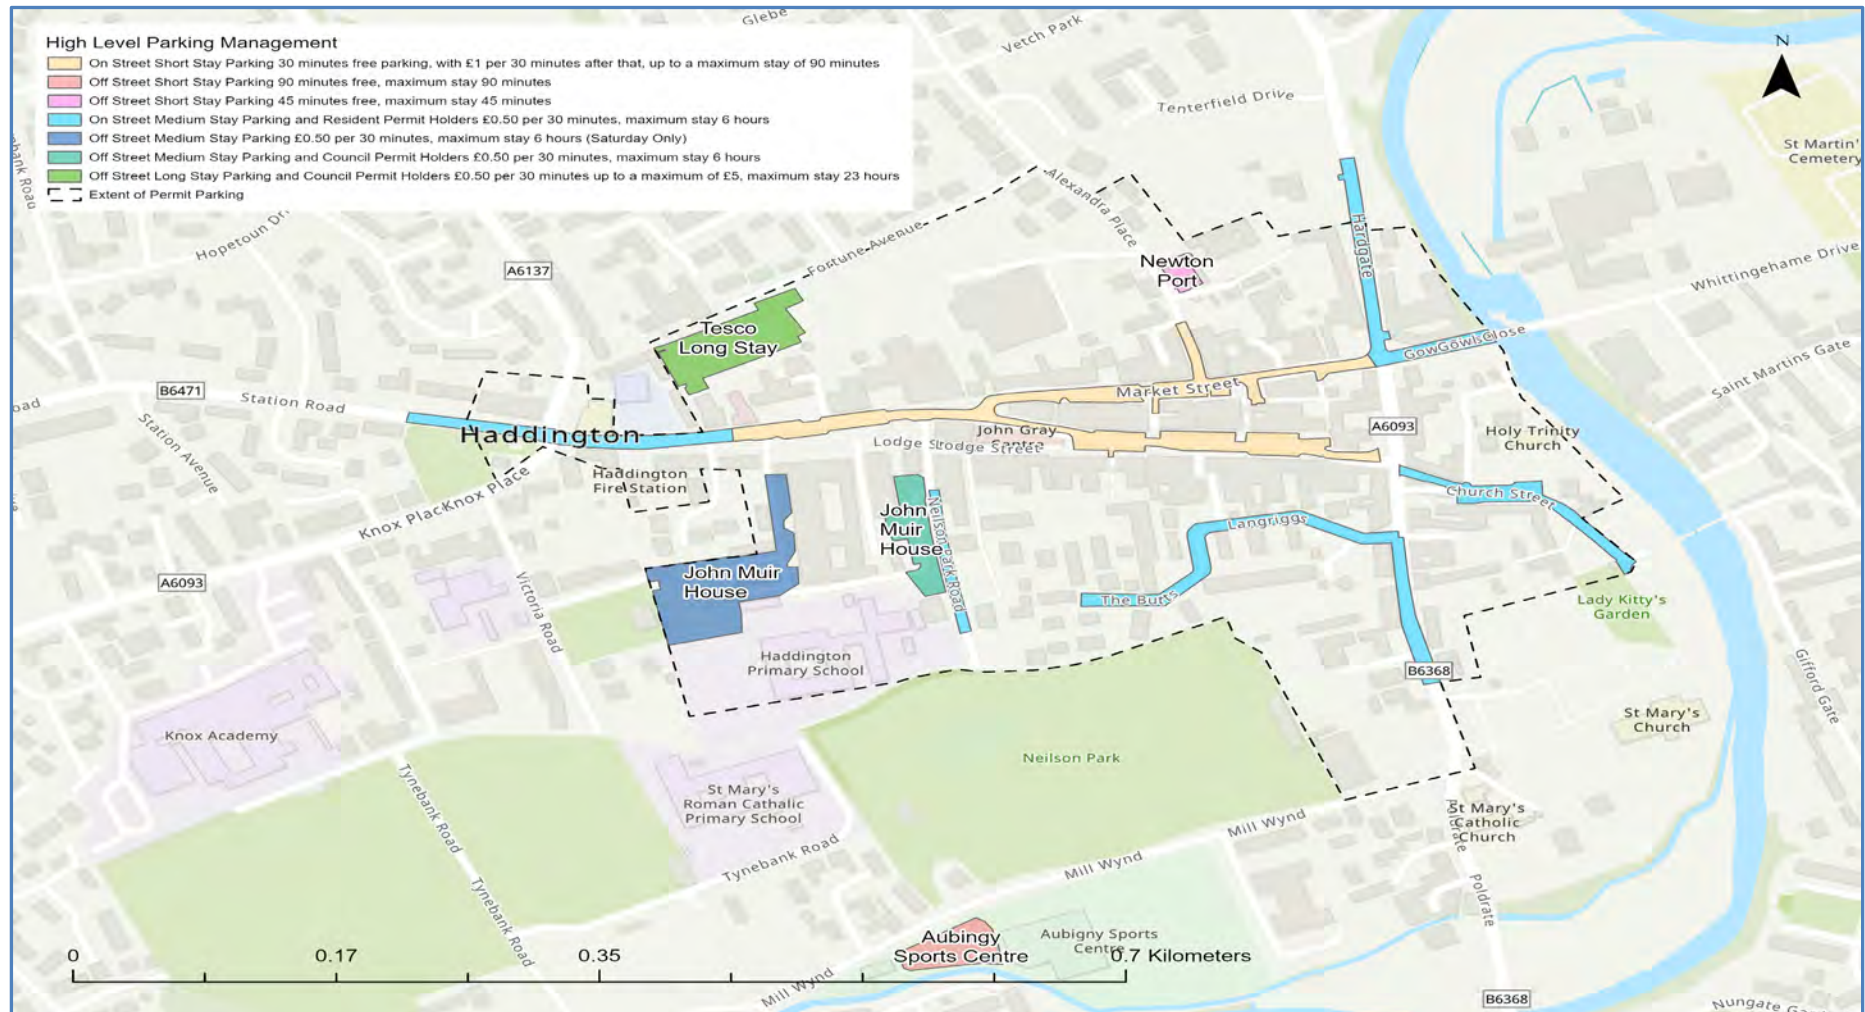 Glebe
Vetch Park
High Level Parking Management
On Street Short Stay Parking 30 minutes free parking, with £1 per 30 minutes after that, up to a maximum stay of 90 minutes
Off Street Short Stay Parking 90 minutes free, maximum stay 90 minutes
Off Street Short Stay Parking 45 minutes free, maximum stay 45 minutes
On Street Medium Stay Parking and Resident Permit Holders £0.50 per 30 minutes, maximum stay 6 hours
Off Street Medium Stay Parking £0.50 per 30 minutes, maximum stay 6 hours (Saturday Only)
Off Street Medium Stay Parking and Council Permit Holders £0.50 per 30 minutes, maximum stay 6 hours
Off Street Long Stay Parking and Council Permit Holders £0.50 per 30 minutes up to a maximum of £5, maximum stay 23 hours
Extent of Permit Parking
N
Tenterfield Drive
St Martin'
Cemetery
bank Road
Hopetoun Dri
Alexandra Place
Fortune Avenue
Hardgate
Whittingehame Drive
A6137
Newton
Port
Tesco
Long Stay
Gow Gowl Close
Saint Martins Gate
B6471
Station Road
Station Avenue
Market Street
oad
Haddington
John Gray
Centre
Lodge S Lodge Street
A6093
Holy Trinity
Church
Haddington
Fire Station
Knox Plac Knox Place
Church Street
John
Muir
House
Neilson Park Road
Langriggs
A6093
John Muir
House
The Butts
Victoria Road
Lady Kitty's
Garden
Haddington
Primary School
B6368
Gifford Gate
St Mary's
Church
Knox Academy
Neilson Park
St Mary's
Roman Cathalic
Primary School
Tynebank Road
Tynebank Road
Mill Wynd
St Mary's
Catholic
Church
Poldrate
Mill Wynd
Poldrate
Tynebank Road
Aubingy
Sports Centre
Aubigny Sports
Centre
0
0.17
0.35
0.7 Kilometers
Mill Wynd
B6368
Nungate Ga